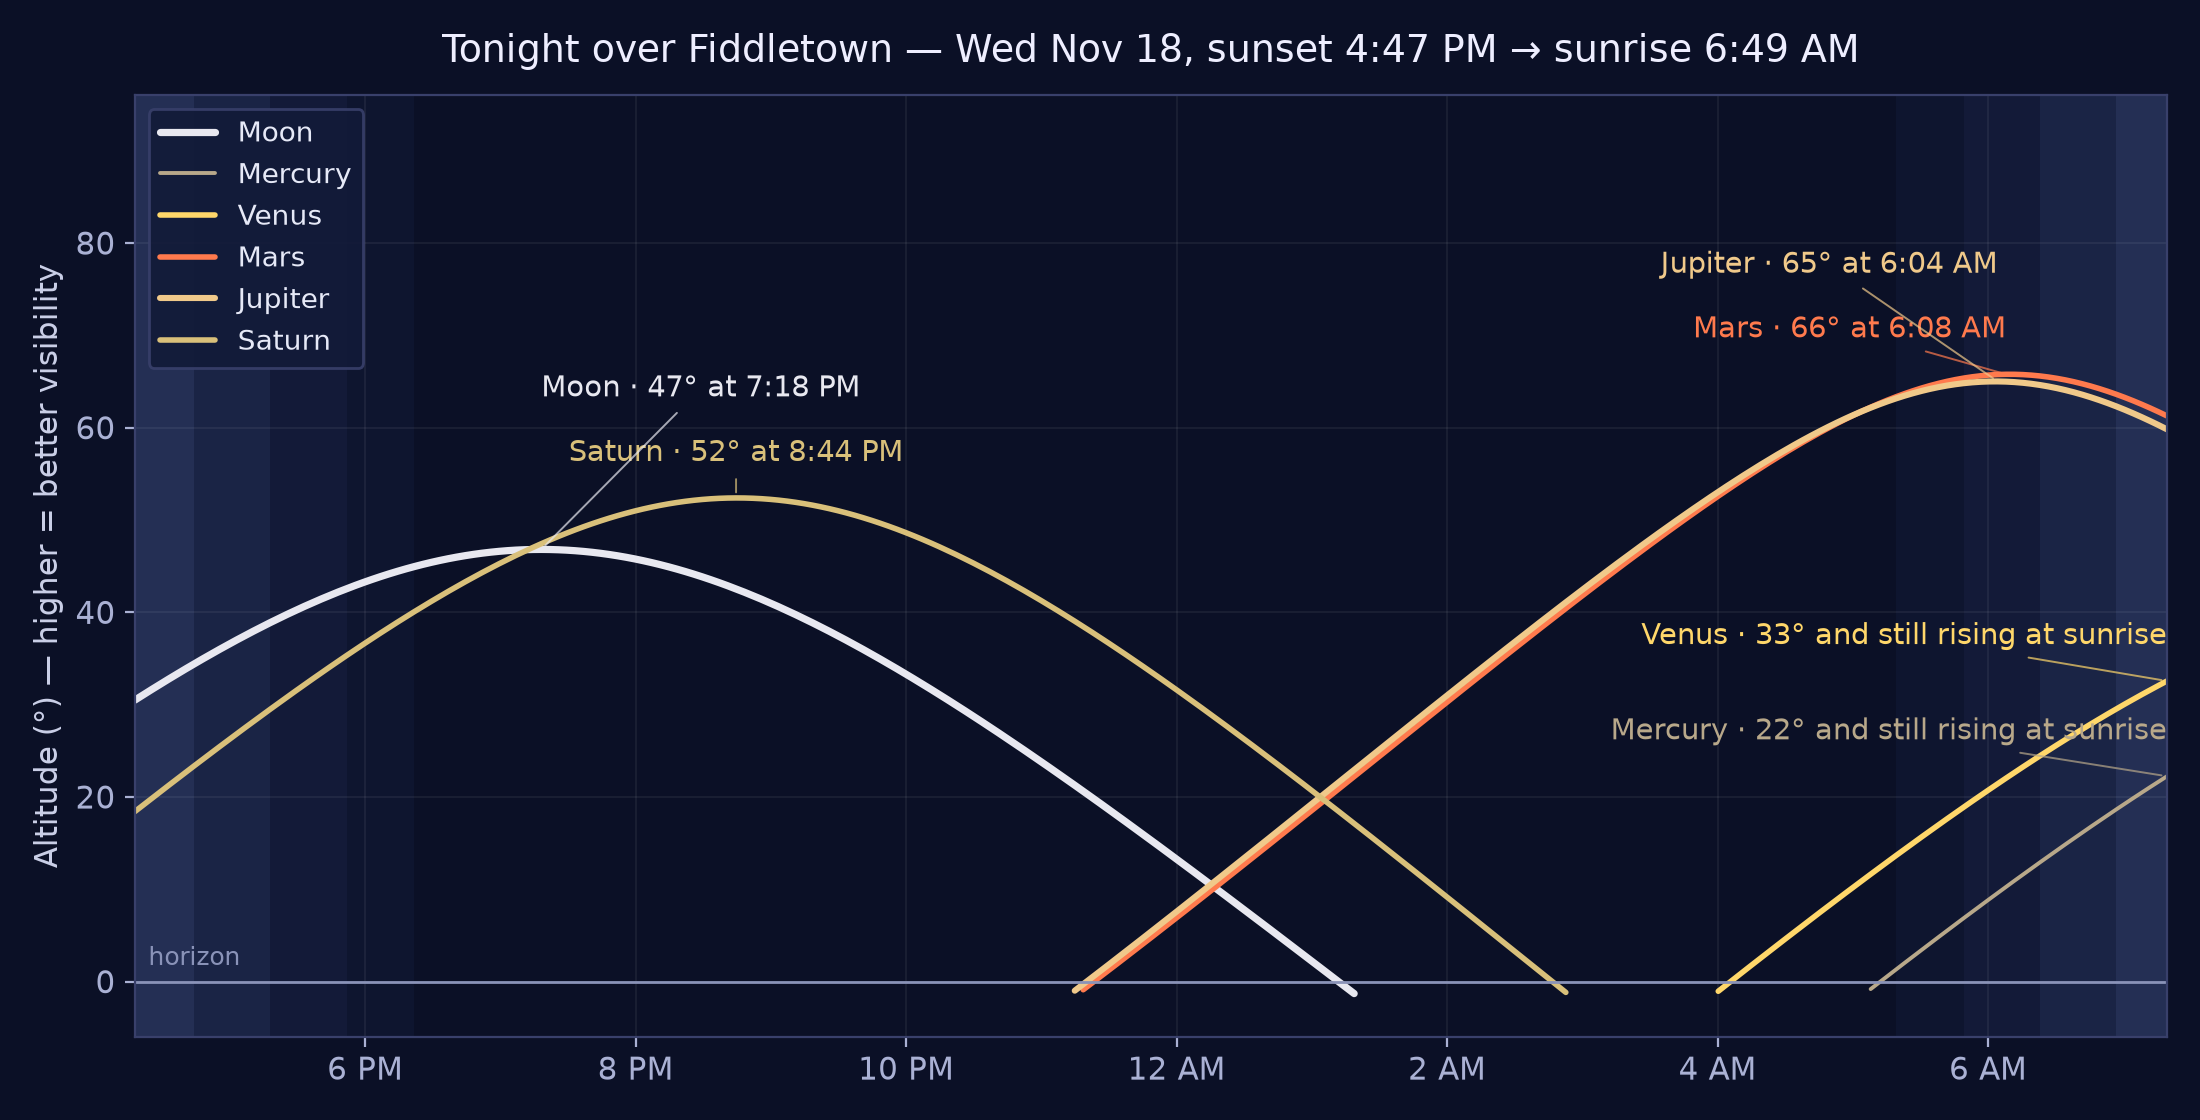 Tonight over Fiddletown — Wed Nov 18, sunset 4:47 PM → sunrise 6:49 AM
Altitude (°) — higher = better visibility
Moon
Mercury
Venus
Mars
Jupiter
Saturn
80
60
40
20
0
Jupiter · 65° at 6:04 AM
Mars · 66° at 6:08 AM
Moon · 47° at 7:18 PM
Saturn · 52° at 8:44 PM
Venus · 33° and still rising at sunrise
Mercury · 22° and still rising at sunrise
horizon
6 PM
8 PM
10 PM
12 AM
2 AM
4 AM
6 AM